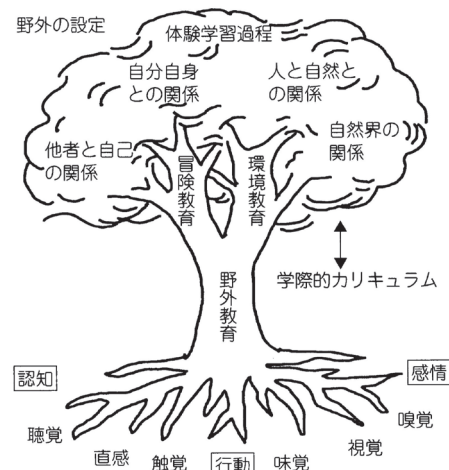 野外の設定
体験学習過程
自分自身
との関係
人と自然と
の関係
他者と自己
の関係
自然界の
関係
冒険教育
環境教育
学際的カリキュラム
野外教育
認知
感情
聴覚
直感
触覚
行動
味覚
視覚
嗅覚